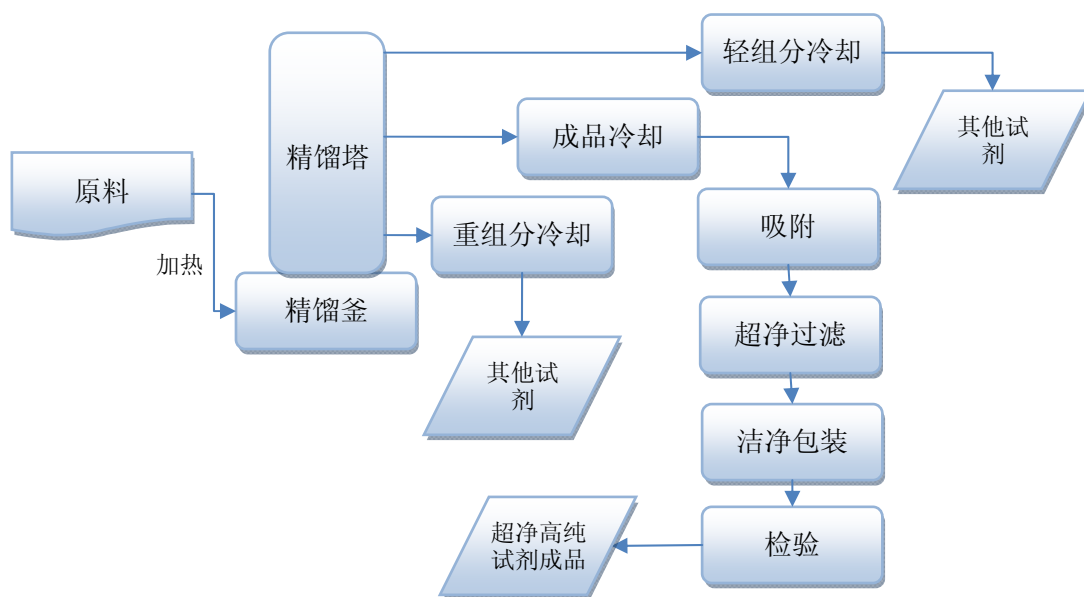 轻组分冷却
其他试
剂
成品冷却
精馏塔
原料
重组分冷却
吸附
加热
精馏釜
超净过滤
其他试
剂
洁净包装
超净高纯
试剂成品
检验